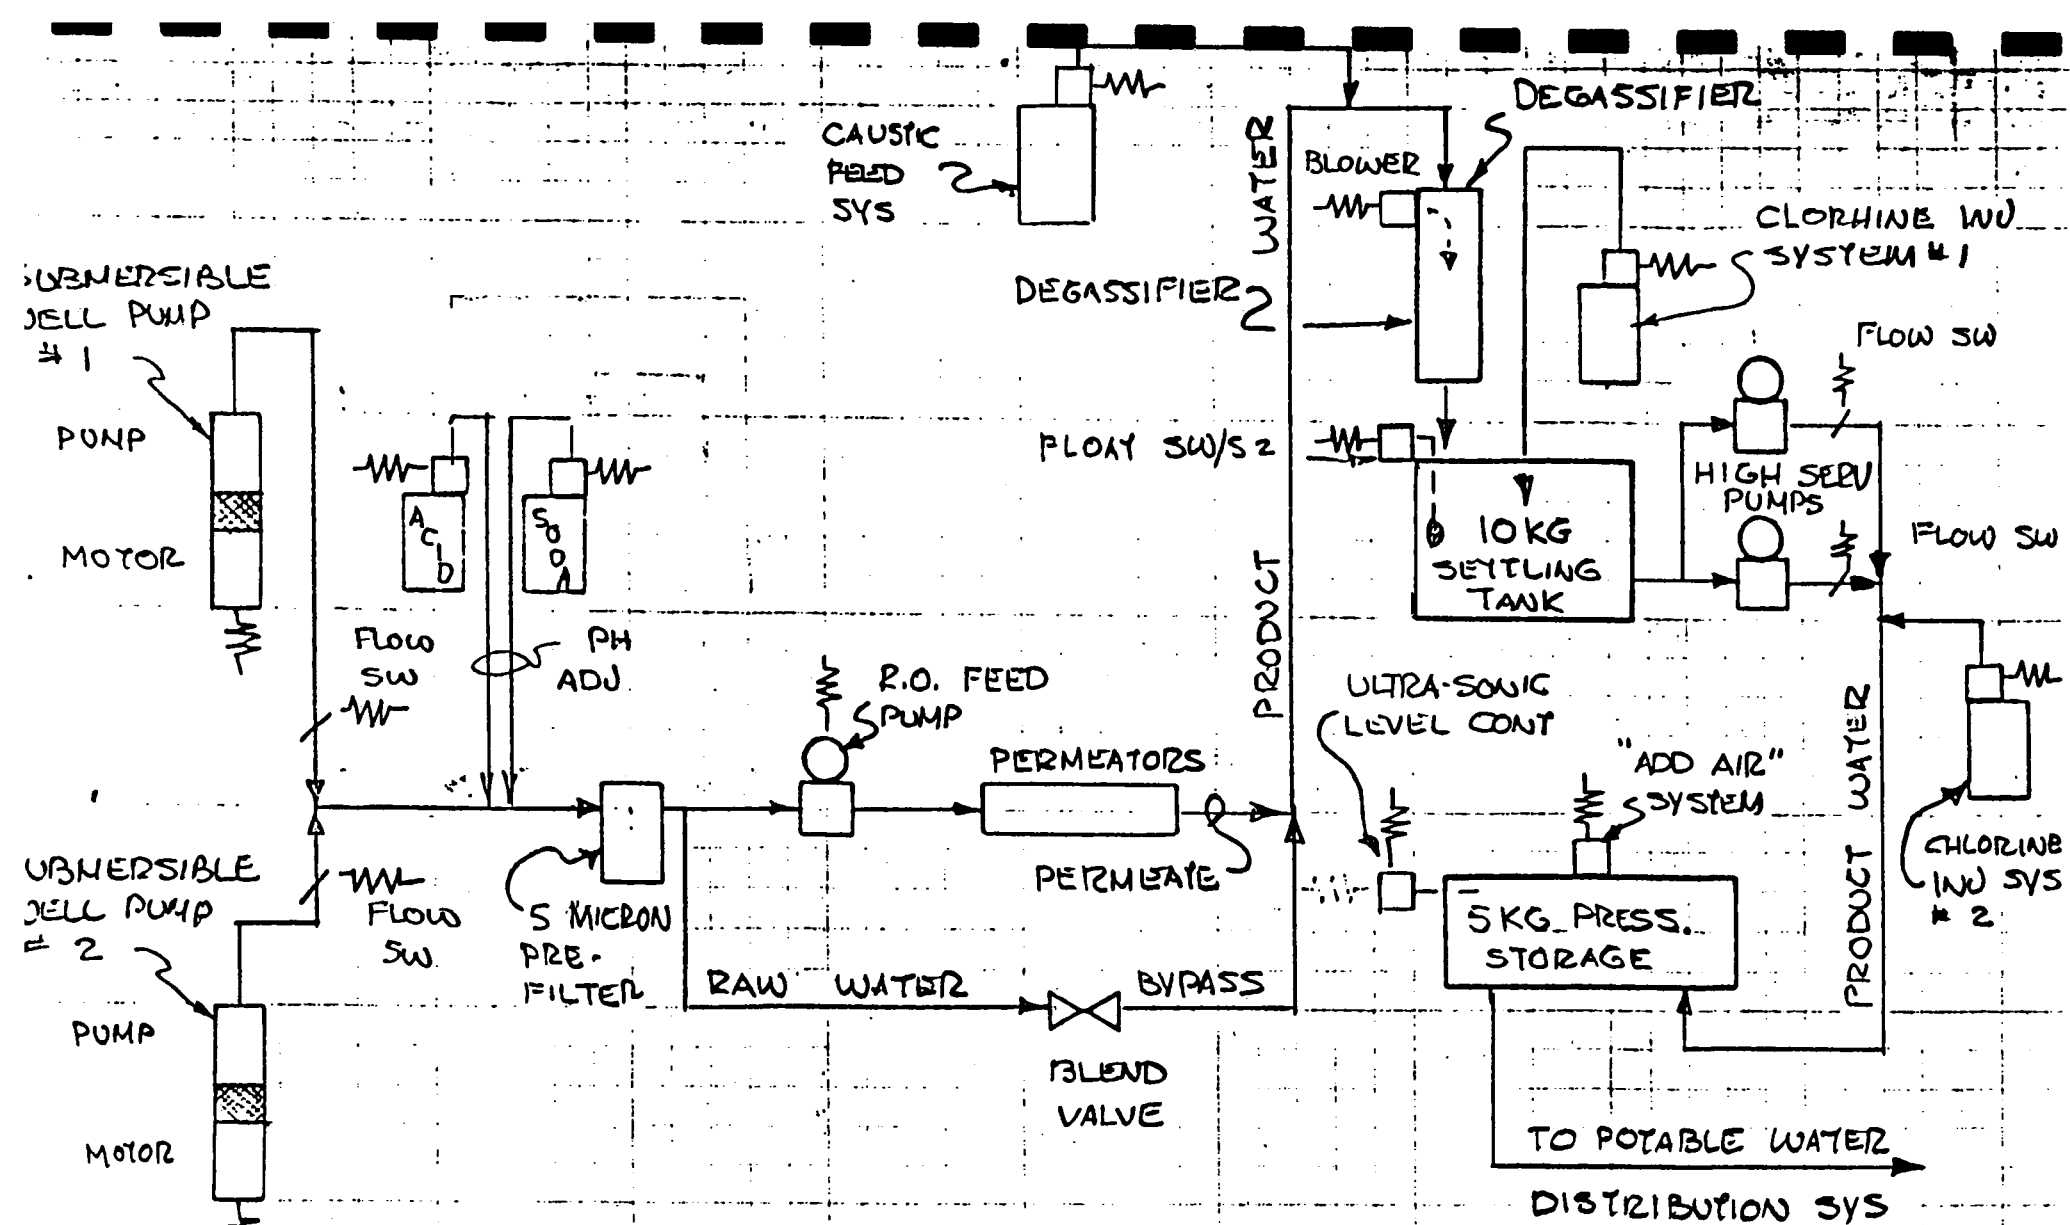 DEGASSIFIER
CAUSTIC
FEED
SYS
BLOWER
WATER
CLORHINE INJ
SYSTEM #1
DEGASSIFIER
UBMERSIBLE
ELL PUMP
# 1
FLOW SW
PUMP
FLOAT SW/S 2
HIGH SERV
PUMPS
ACID
SODA
10 KG
SETTLING
TANK
MOTOR
FLOW SW
PRODUCT
FLOW
SW
PH
ADJ
R.O. FEED
PUMP
ULTRA-SONIC
LEVEL CONT
PERMEATORS
"ADD AIR"
SYSTEM
PRODUCT WATER
UBMERSIBLE
ELL PUMP
# 2
FLOW
SW
5 MICRON
PRE-
FILTER
PERMEATE
5 KG PRESS.
STORAGE
CHLORINE
INJ SYS
# 2
RAW WATER
BYPASS
PUMP
BLEND
VALVE
MOTOR
TO POTABLE WATER
DISTRIBUTION SYS